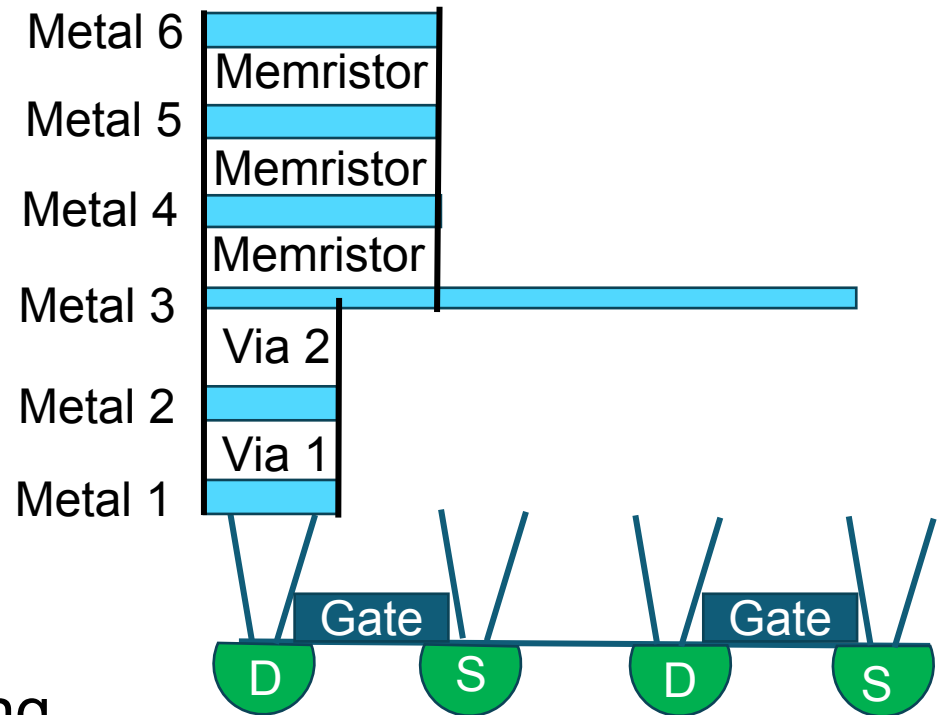 Metal 6
Memristor
Metal 5
Memristor
Metal 4
Memristor
Metal 3
Via 2
Metal 2
Via 1
Metal 1
Gate Gate
D S D S